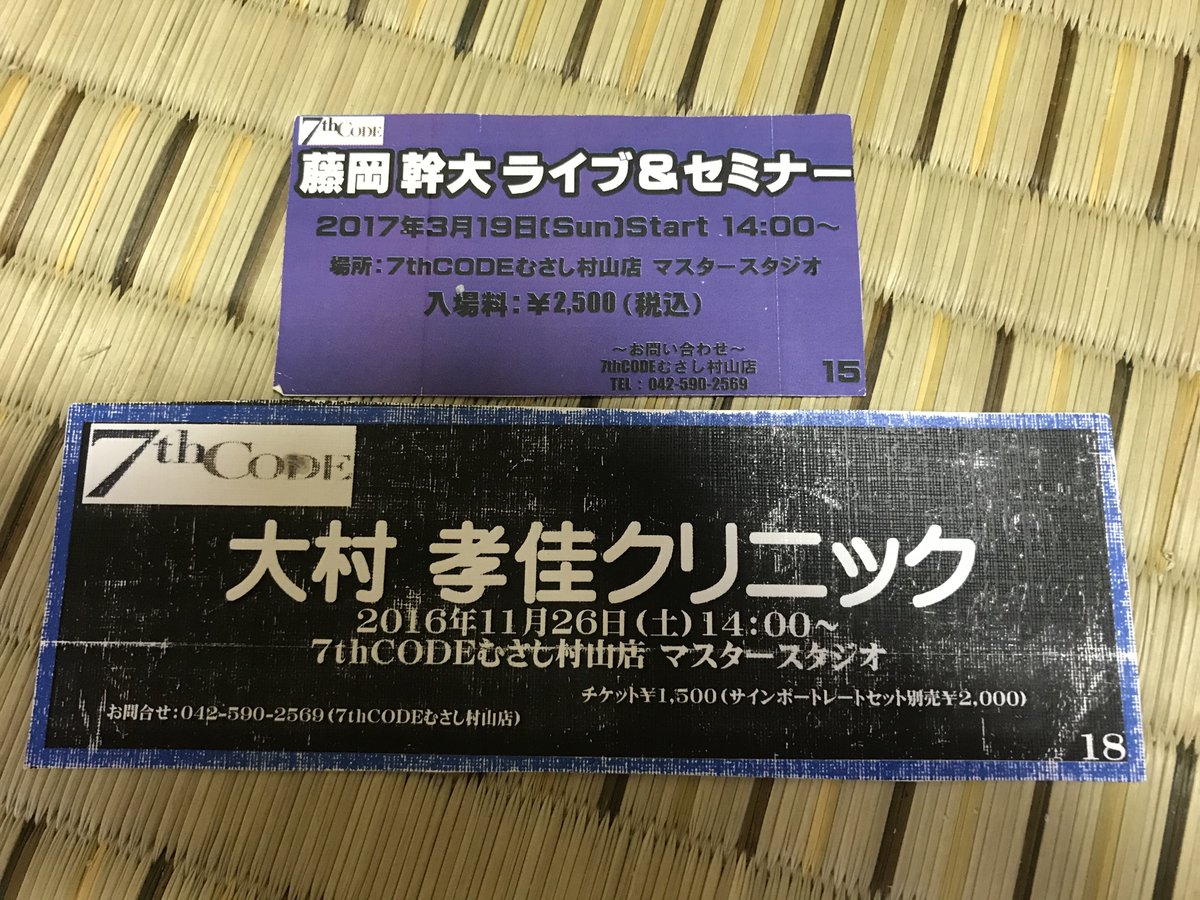 7thCODE
藤岡 幹大 ライブ&セミナー
2017年3月19日(Sun)Start 14:00～
場所：7thCODEむさし村山店 マスタースタジオ
入場料：¥2,500(税込)
～お問い合わせ～
7thCODEむさし村山店
TEL：042-590-2569
15
7thCODE
大村 孝佳クリニック
2016年11月26日(土)14:00～
7thCODEむさし村山店 マスタースタジオ
チケット¥1,500(サインポートレートセット別売¥2,000)
お問合せ：042-590-2569(7thCODEむさし村山店)
18